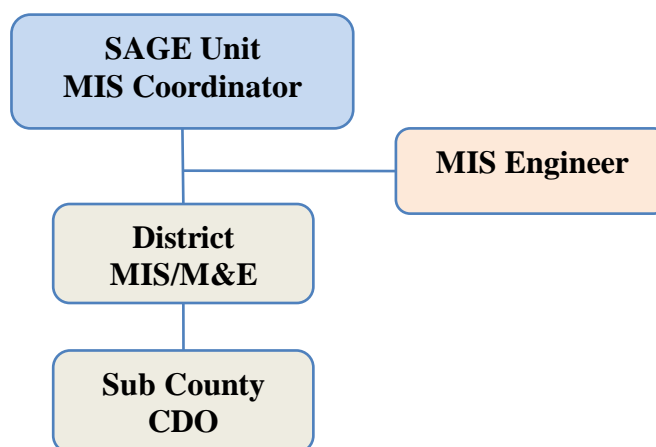 SAGE Unit
MIS Coordinator
MIS Engineer
District
MIS/M&E
Sub County
CDO